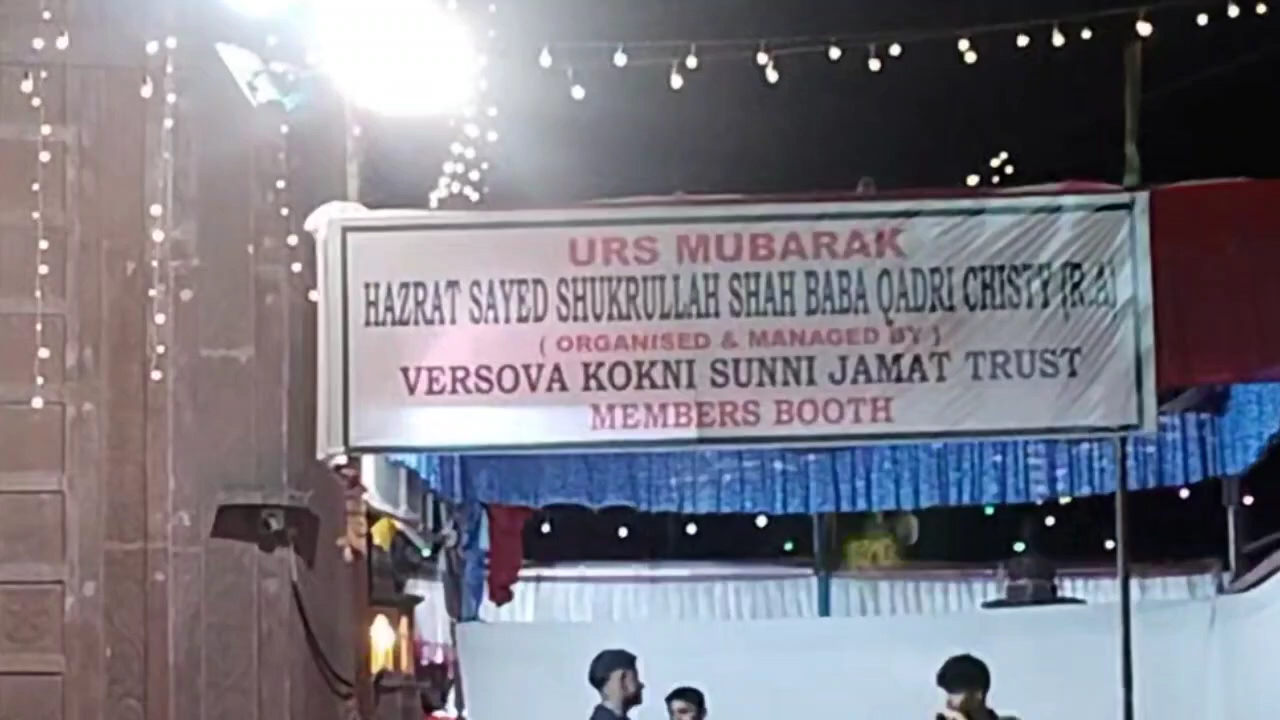 URS MUBARAK
HAZRAT SAYED SHUKRULLAH SHAH BABA QADRI CHISTY (R.A)
( ORGANISED & MANAGED BY )
VERSOVA KOKNI SUNNI JAMAT TRUST
MEMBERS BOOTH